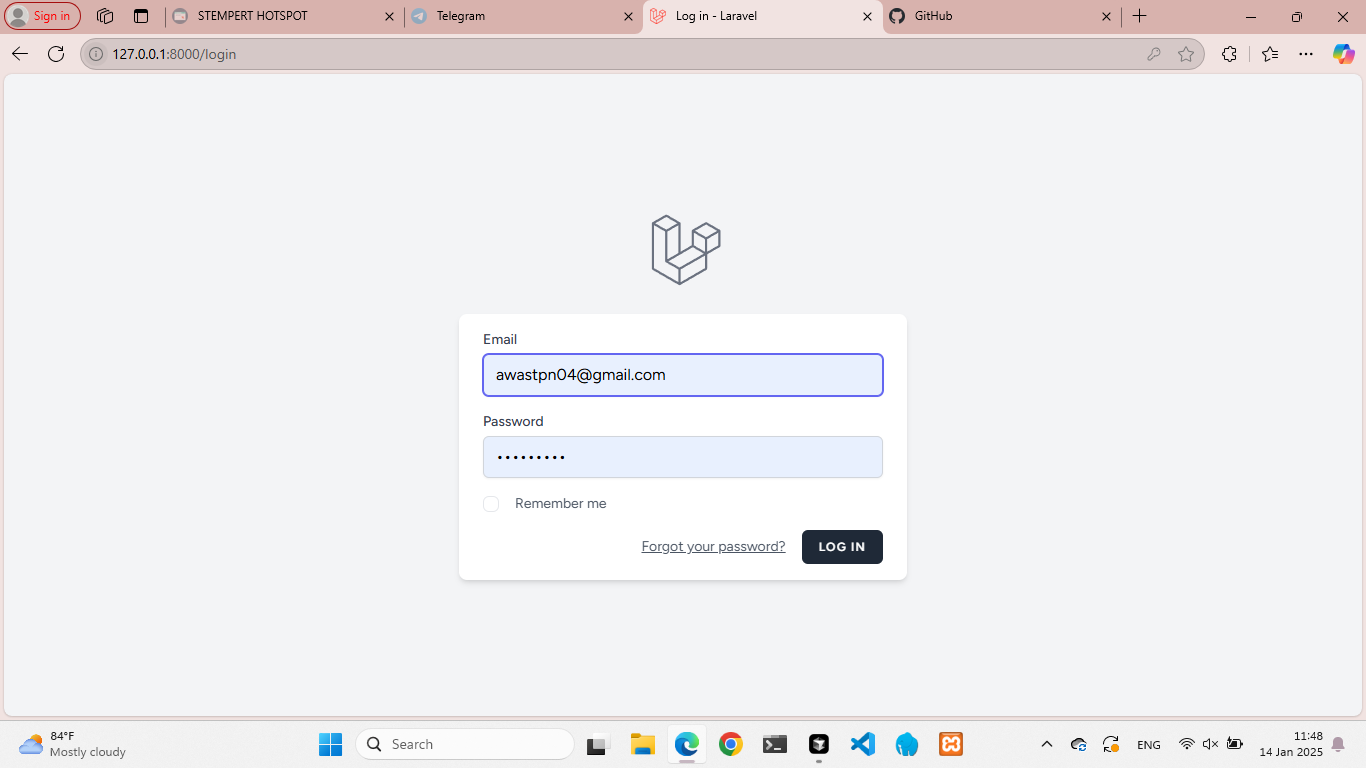 Sign in
STEMPERT HOTSPOT
Telegram
Log in - Laravel
GitHub
127.0.0.1:8000/login
Email
awastpn04@gmail.com
Password
•••••••••
Remember me
Forgot your password?
LOG IN
84°F
Mostly cloudy
Search
ENG
11:48
14 Jan 2025